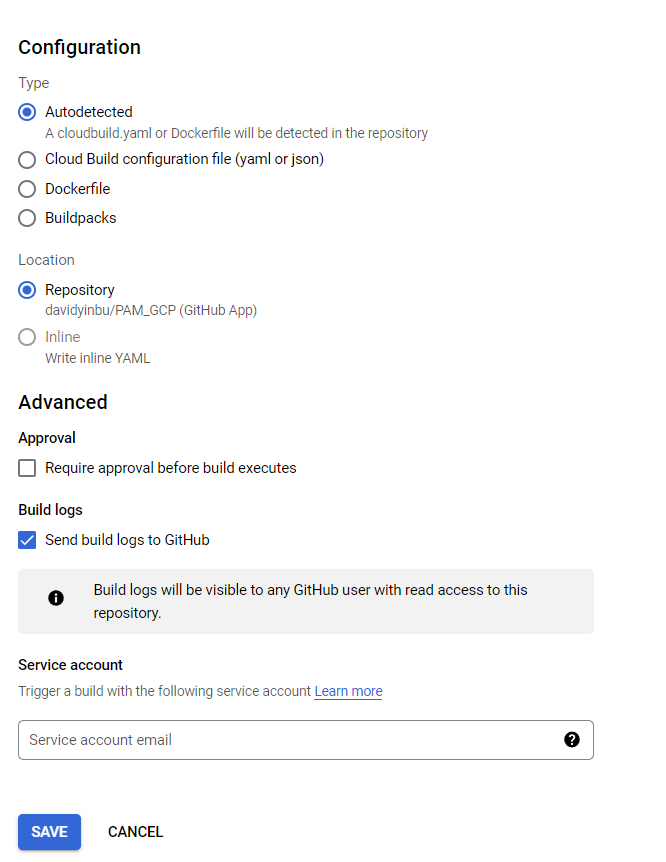 Configuration
Type
Autodetected
A cloudbuild.yaml or Dockerfile will be detected in the repository
Cloud Build configuration file (yaml or json)
Dockerfile
Buildpacks
Location
Repository
davidyinbu/PAM_GCP (GitHub App)
Inline
Write inline YAML
Advanced
Approval
Require approval before build executes
Build logs
Send build logs to GitHub
Build logs will be visible to any GitHub user with read access to this
repository.
Service account
Trigger a build with the following service account Learn more
Service account email
SAVE CANCEL